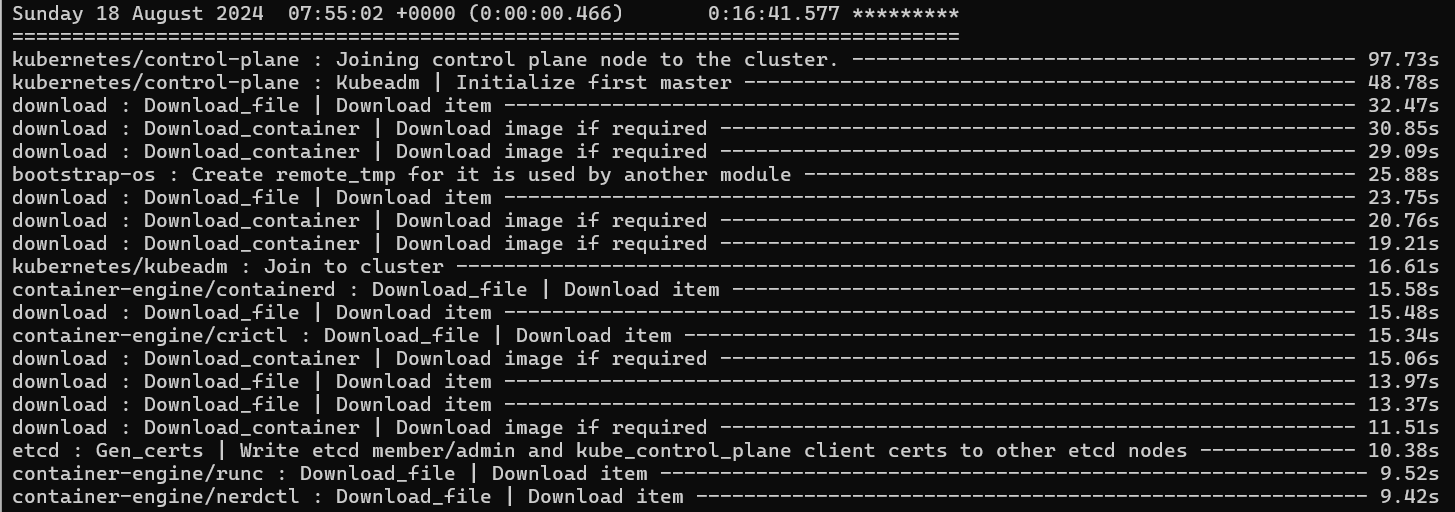 Sunday 18 August 2024  07:55:02 +0000 (0:00:00.466)       0:16:41.577 *********
===============================================================================
kubernetes/control-plane : Joining control plane node to the cluster. ------------------------------------------ 97.73s
kubernetes/control-plane : Kubeadm | Initialize first master --------------------------------------------------- 48.78s
download : Download_file | Download item ----------------------------------------------------------------------- 32.47s
download : Download_container | Download image if required ----------------------------------------------------- 30.85s
download : Download_container | Download image if required ----------------------------------------------------- 29.09s
bootstrap-os : Create remote_tmp for it is used by another module ---------------------------------------------- 25.88s
download : Download_file | Download item ----------------------------------------------------------------------- 23.75s
download : Download_container | Download image if required ----------------------------------------------------- 20.76s
download : Download_container | Download image if required ----------------------------------------------------- 19.21s
kubernetes/kubeadm : Join to cluster --------------------------------------------------------------------------- 16.61s
container-engine/containerd : Download_file | Download item ---------------------------------------------------- 15.58s
download : Download_file | Download item ----------------------------------------------------------------------- 15.48s
container-engine/crictl : Download_file | Download item -------------------------------------------------------- 15.34s
download : Download_container | Download image if required ----------------------------------------------------- 15.06s
download : Download_file | Download item ----------------------------------------------------------------------- 13.97s
download : Download_file | Download item ----------------------------------------------------------------------- 13.37s
download : Download_container | Download image if required ----------------------------------------------------- 11.51s
etcd : Gen_certs | Write etcd member/admin and kube_control_plane client certs to other etcd nodes ------------- 10.38s
container-engine/runc : Download_file | Download item ----------------------------------------------------------- 9.52s
container-engine/nerdctl : Download_file | Download item -------------------------------------------------------- 9.42s